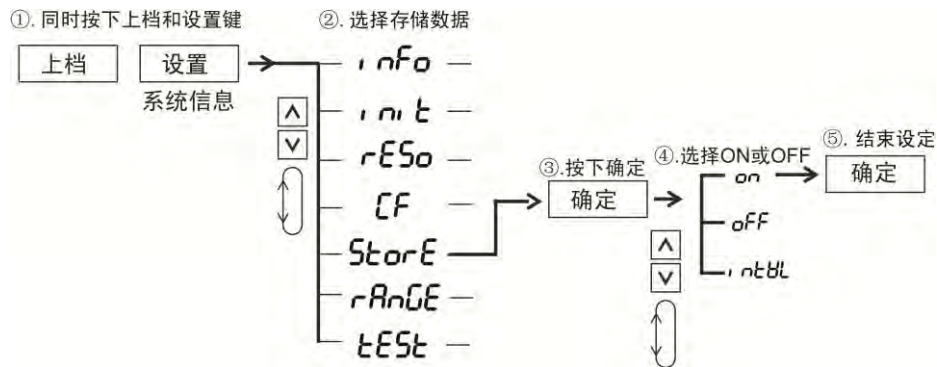 ①. 同时按下上档和设置键
②. 选择存储数据
上档
设置
系统信息
∧
∨
inFo
init
rESo
CF
StorE
rAnGE
tESt
③.按下确定
确定
④.选择ON或OFF
∧
∨
on
oFF
intVL
⑤. 结束设定
确定